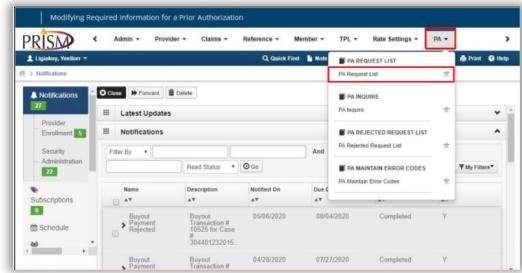 Modifying Required Information for a Prior Authorization
PRISM
Admin Provider Claims Reference Member TPL Rate Settings PA
Quick Find Note
Print Help
Notifications
PA REQUEST LIST
PA Request List
PA INQUIRE
PA Inquire
PA REJECTED REQUEST LIST
PA Rejected Request List
PA MAINTAIN ERROR CODES
PA Maintain Error Codes
Notifications
27
Provider
Enrollment 5
Security
Administration
22
Subscriptions
0
Schedule
Close Forward Delete
Latest Updates
Notifications
Filter By And
Read Status Go My Filters
Name Description Notified On Due D
Buyout Payment Rejected
Buyout Transaction # 10525 for Case # 304401232015...
05/06/2020 08/04/2020 Completed Y
Buyout Payment
Buyout Transaction #
04/28/2020 07/27/2020 Completed Y